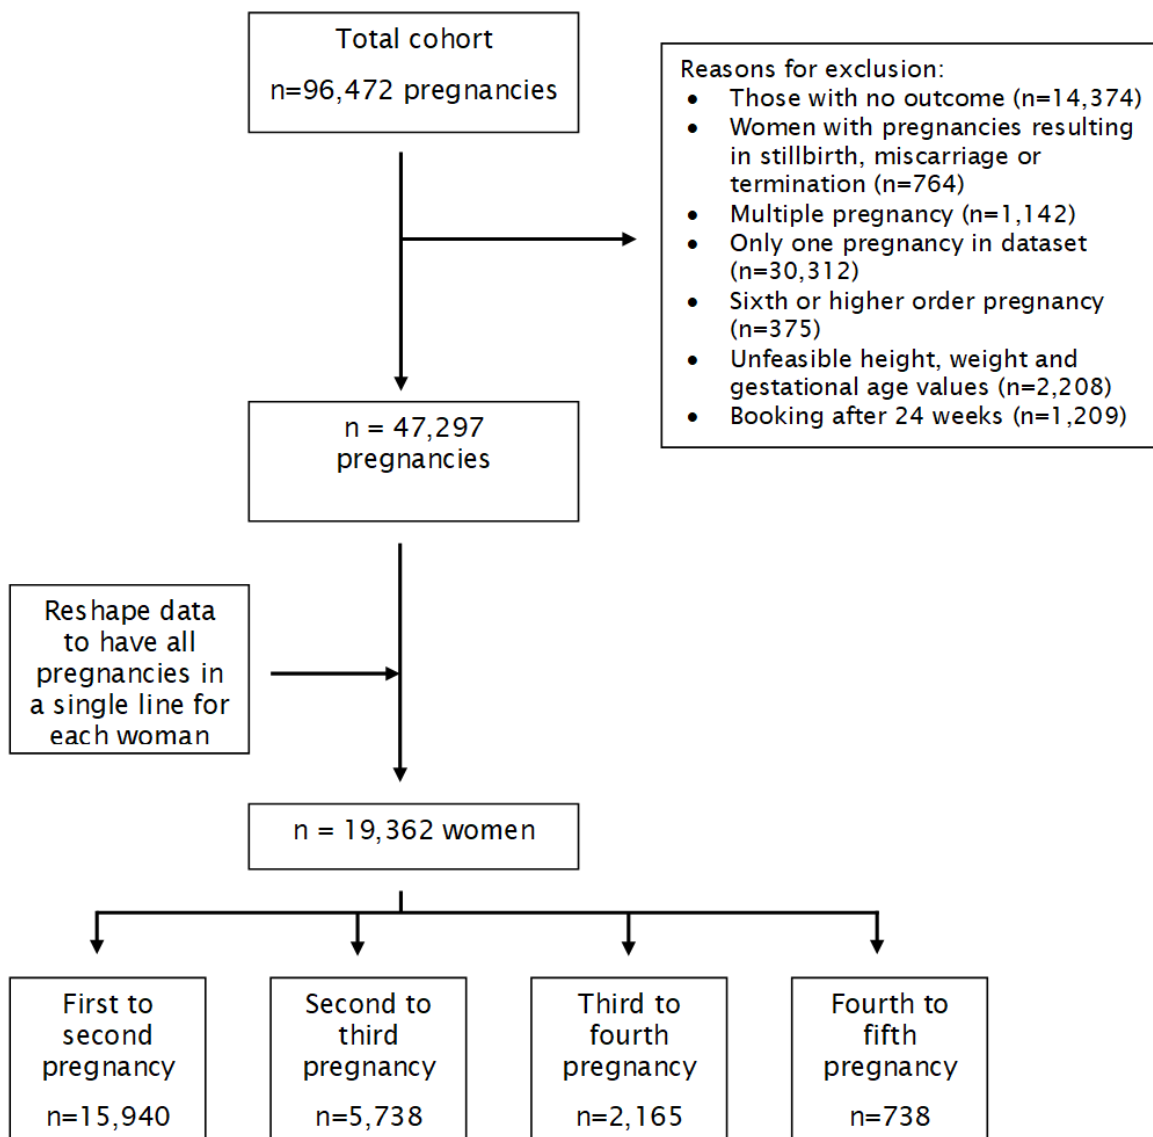 Total cohort
n=96,472 pregnancies
Reasons for exclusion:
• Those with no outcome (n=14,374)
• Women with pregnancies resulting
in stillbirth, miscarriage or
termination (n=764)
• Multiple pregnancy (n=1,142)
• Only one pregnancy in dataset
(n=30,312)
• Sixth or higher order pregnancy
(n=375)
• Unfeasible height, weight and
gestational age values (n=2,208)
• Booking after 24 weeks (n=1,209)
n = 47,297
pregnancies
Reshape data
to have all
pregnancies in
a single line for
each woman
n = 19,362 women
First to
second
pregnancy
n=15,940
Second to
third
pregnancy
n=5,738
Third to
fourth
pregnancy
n=2,165
Fourth to
fifth
pregnancy
n=738